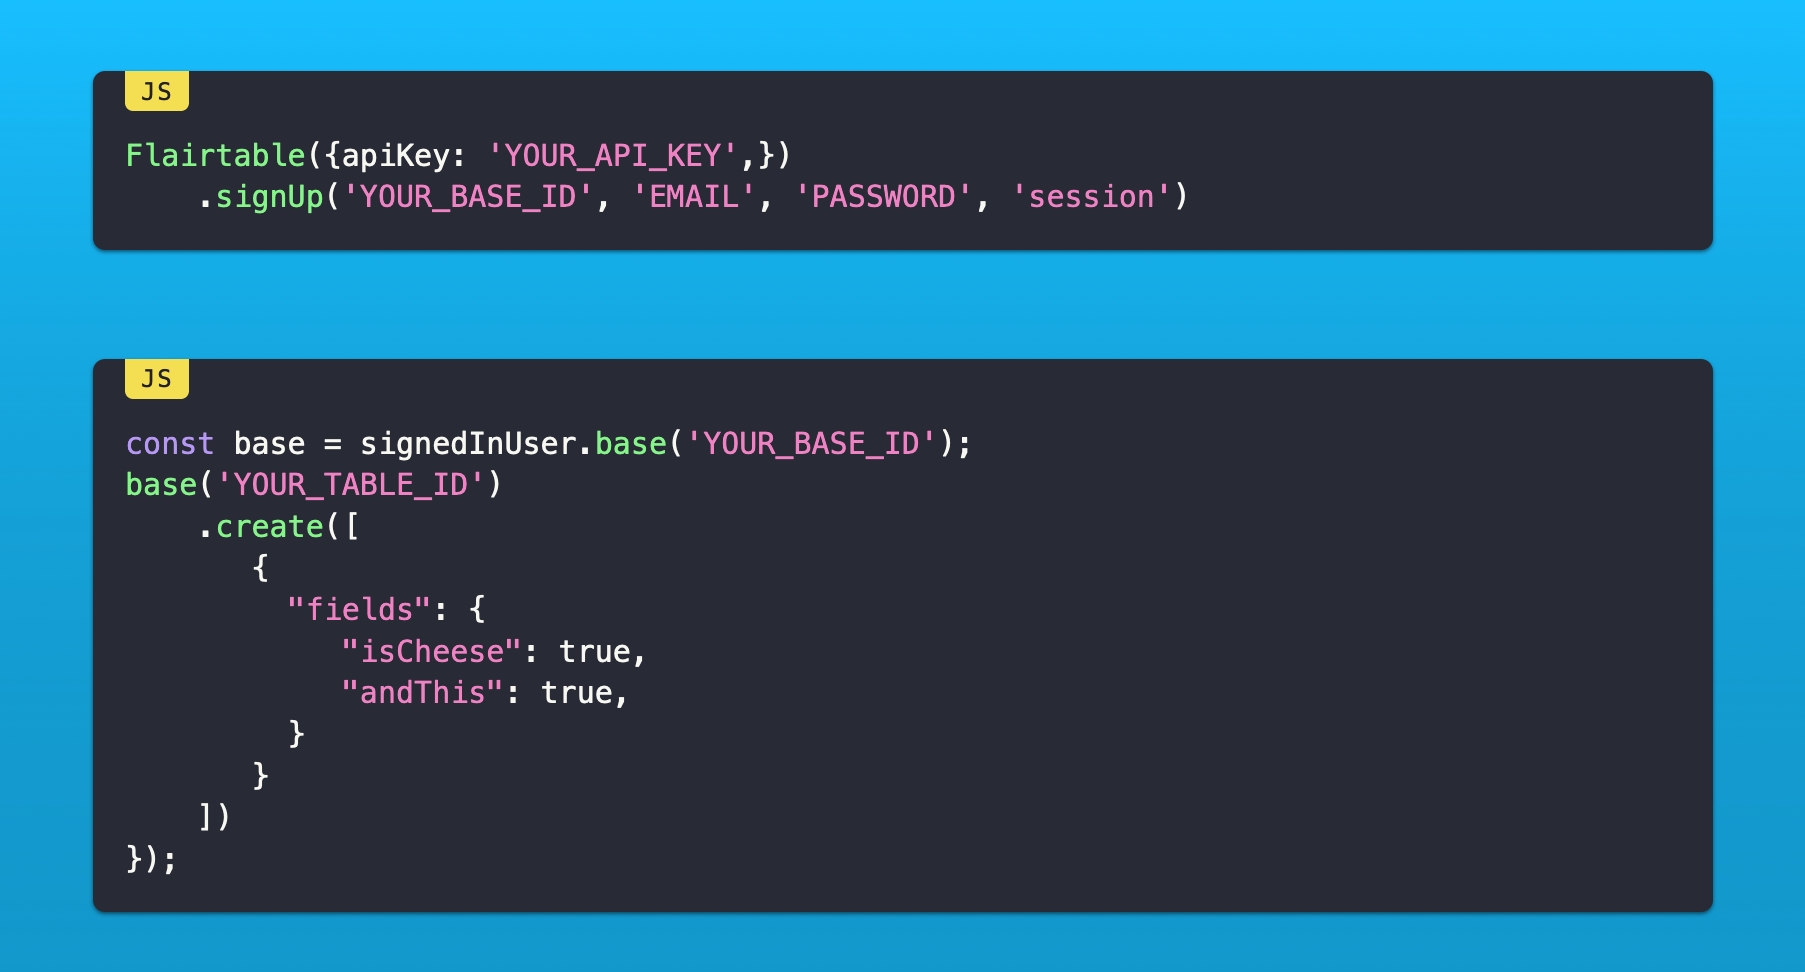 JS
Flairtable({apiKey: 'YOUR_API_KEY',})
    .signUp('YOUR_BASE_ID', 'EMAIL', 'PASSWORD', 'session')
JS
const base = signedInUser.base('YOUR_BASE_ID');
base('YOUR_TABLE_ID')
    .create([
       {
         "fields": {
            "isCheese": true,
            "andThis": true,
         }
       }
    ])
});